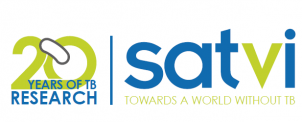 20
YEARS OF TB
RESEARCH
satvi
TOWARDS A WORLD WITHOUT TB